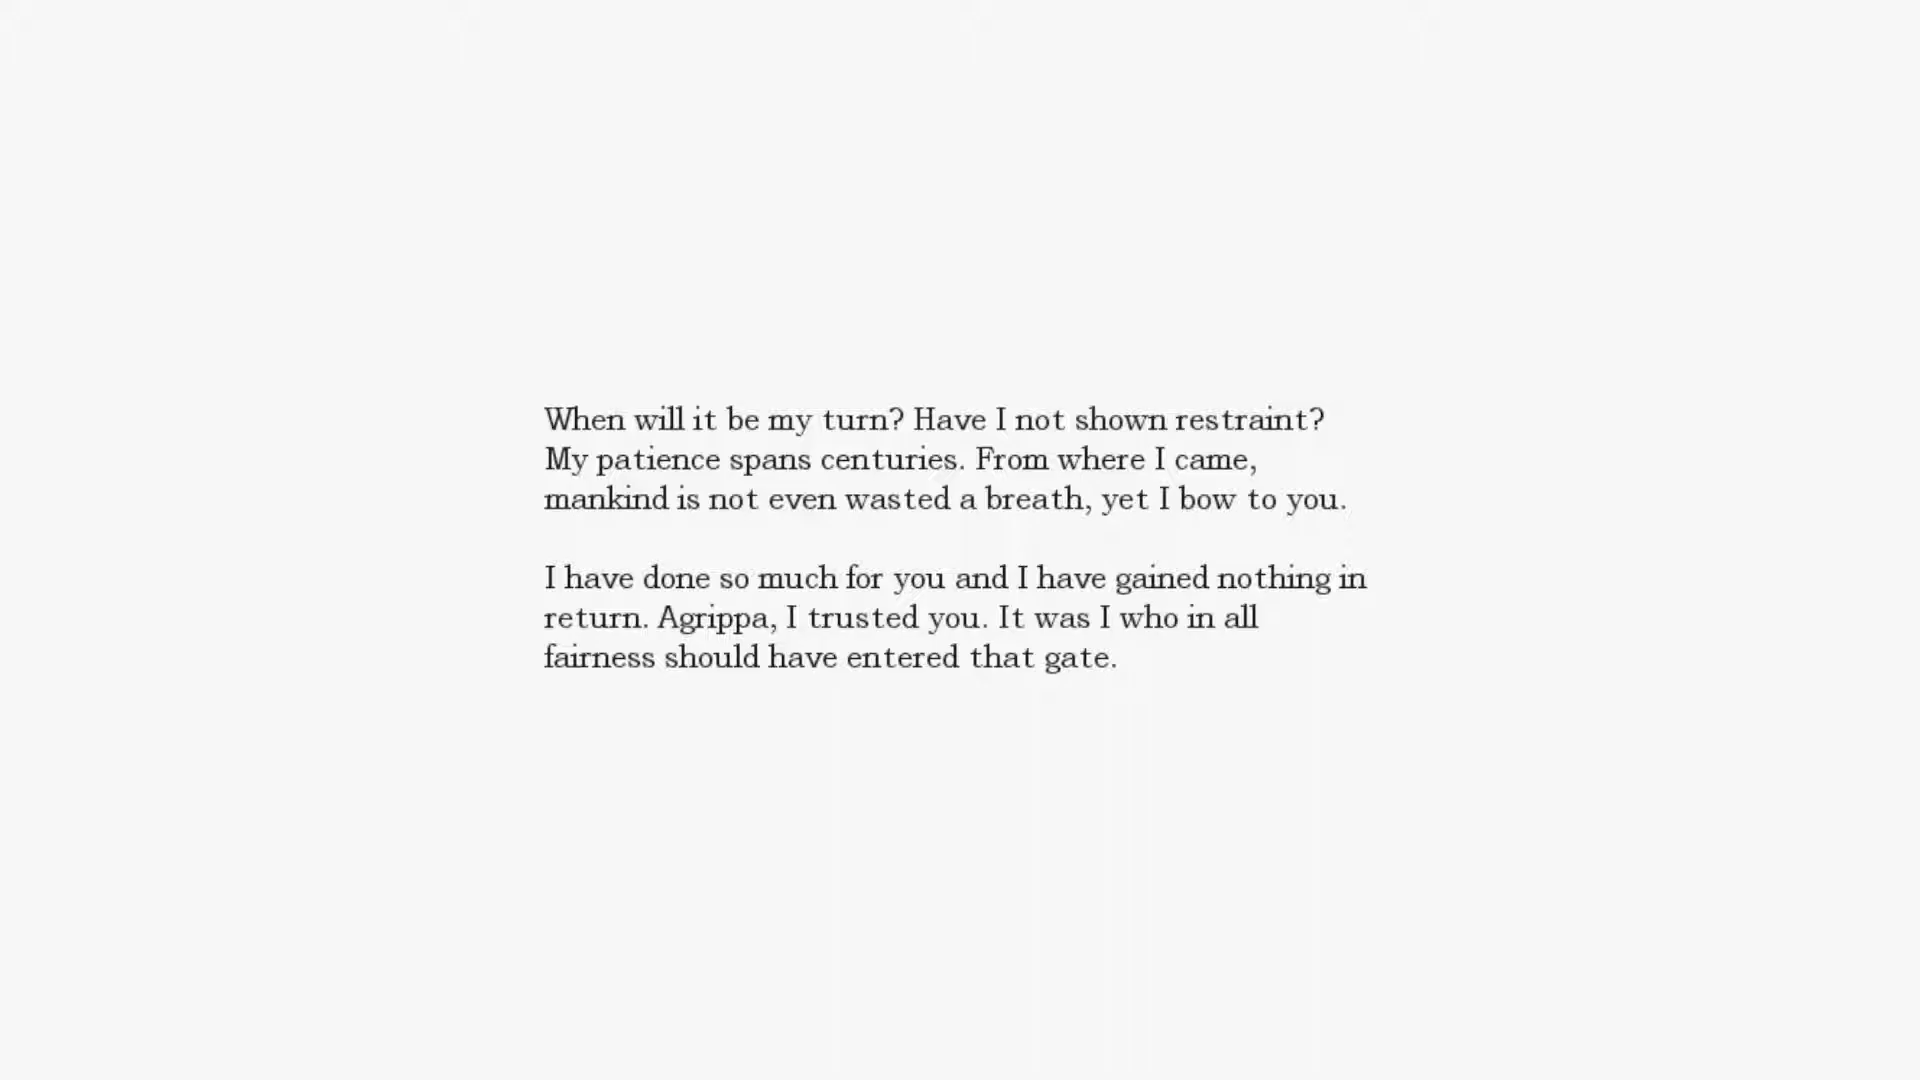 When will it be my turn? Have I not shown restraint?
My patience spans centuries. From where I came,
mankind is not even wasted a breath, yet I bow to you.
I have done so much for you and I have gained nothing in
return. Agrippa, I trusted you. It was I who in all
fairness should have entered that gate.